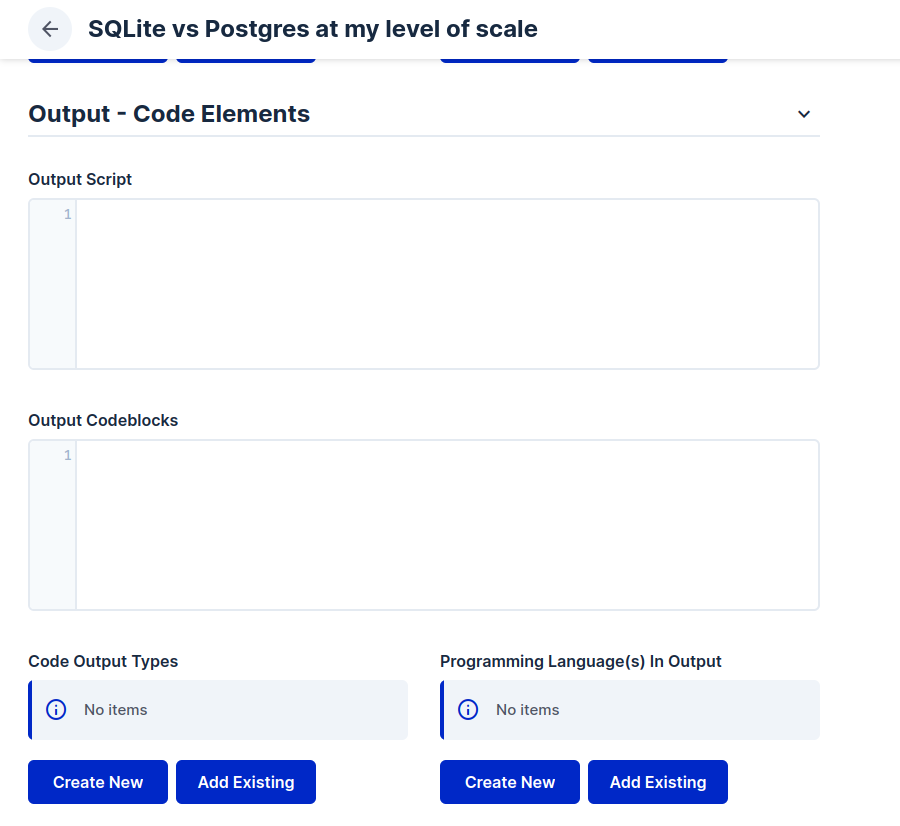 SQLite vs Postgres at my level of scale
Output - Code Elements
Output Script
1
Output Codeblocks
1
Code Output Types
Programming Language(s) In Output
No items
No items
Create New
Add Existing
Create New
Add Existing